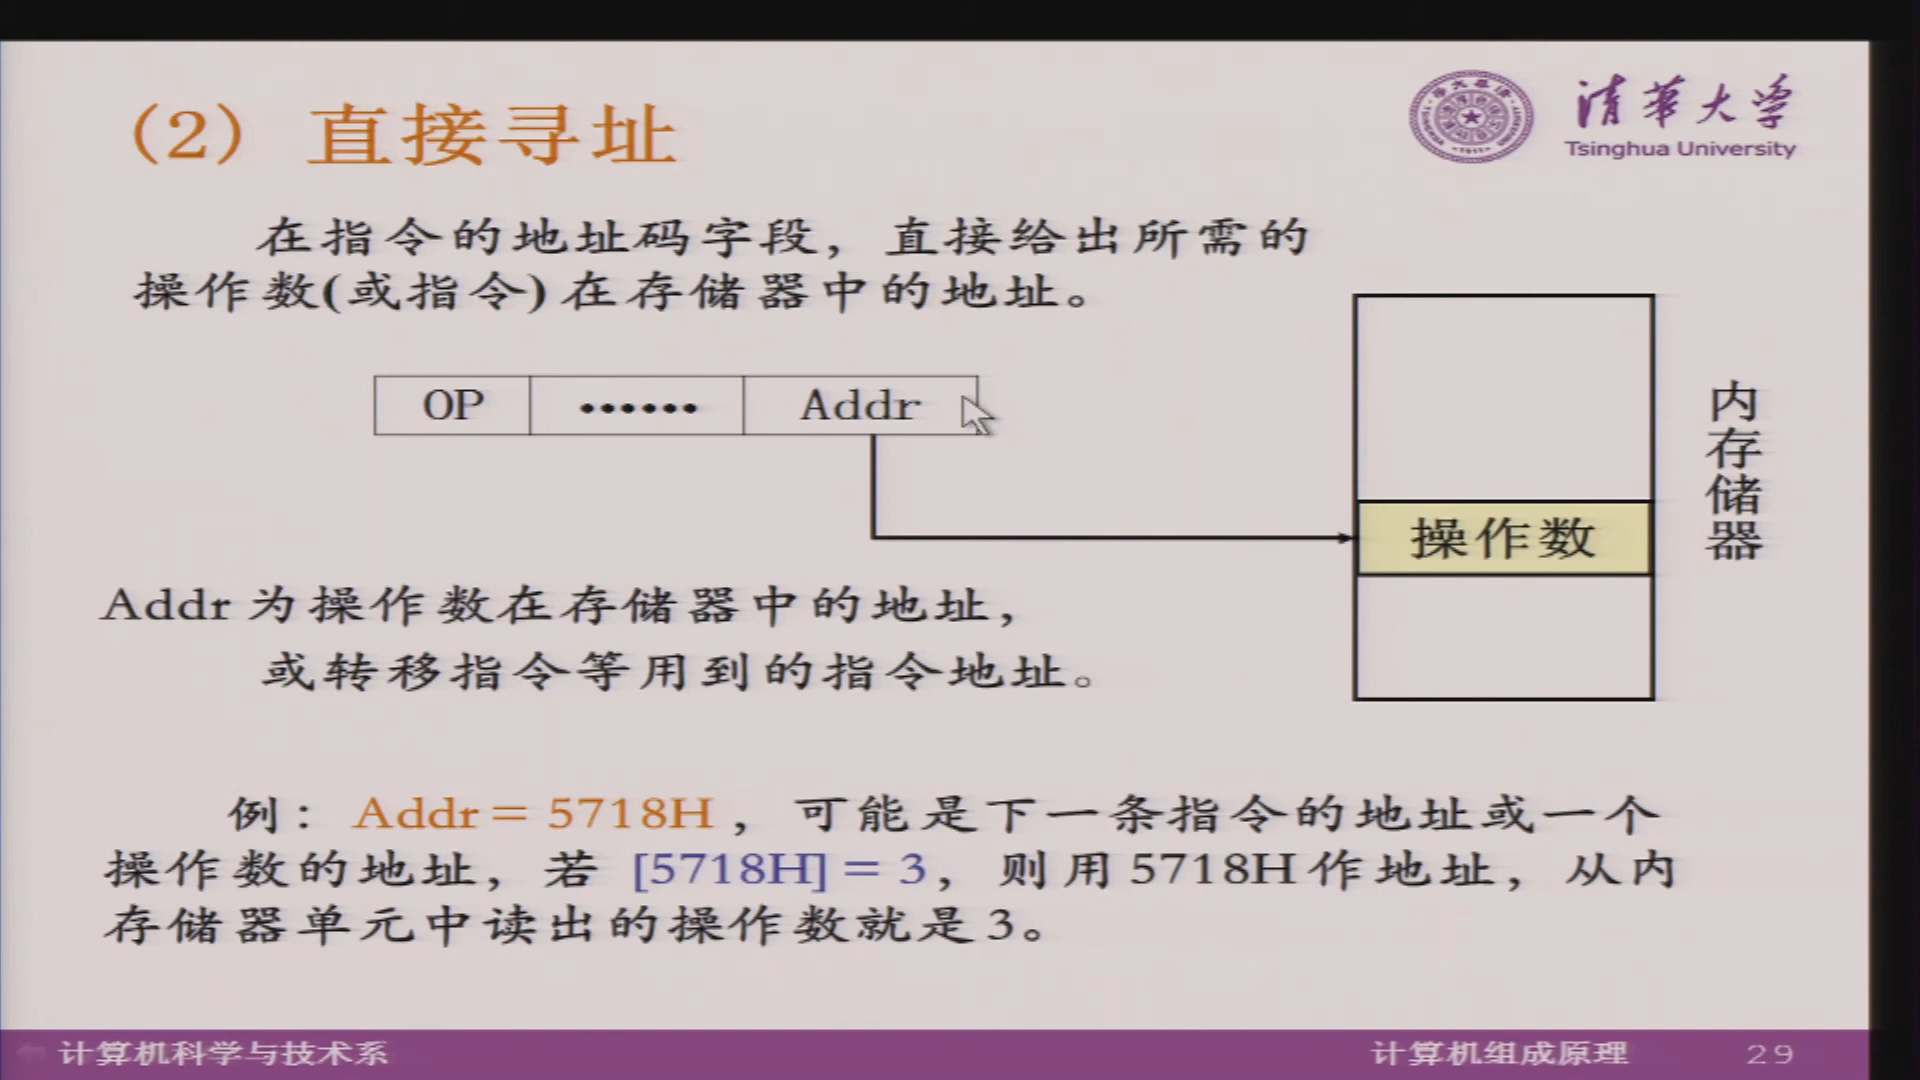 (2) 直接寻址
清华大学
Tsinghua University
在指令的地址码字段，直接给出所需的
操作数(或指令)在存储器中的地址。
OP
••••••
Addr
操作数
内存储器
Addr 为操作数在存储器中的地址，
或转移指令等用到的指令地址。
例：Addr = 5718H，可能是下一条指令的地址或一个
操作数的地址，若 [5718H] = 3，则用 5718H 作地址，从内
存储器单元中读出的操作数就是 3。
计算机科学与技术系
计算机组成原理
29